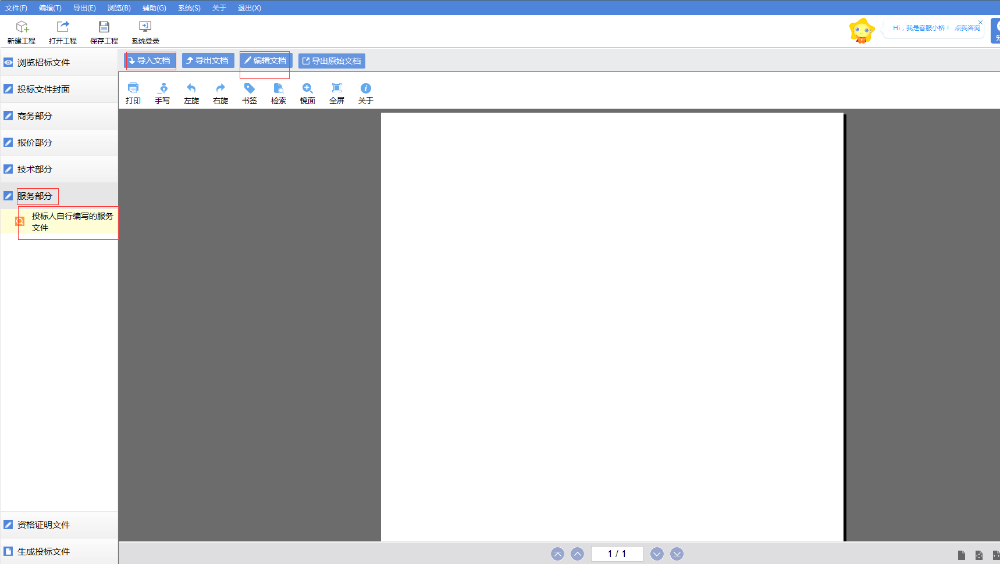 文件(F) 编辑(T) 导出(E) 浏览(B) 辅助(G) 系统(S) 关于 退出(X)
新建工程 打开工程 保存工程 系统登录
Hi，我是客服小桥！ 点我咨询
浏览招标文件
投标文件封面
商务部分
报价部分
技术部分
服务部分
投标人自行编写的服务
文件
资格证明文件
生成投标文件
导入文档 导出文档 编辑文档 导出原始文档
打印 手写 左旋 右旋 书签 检索 镜面 全屏 关于
1 / 1